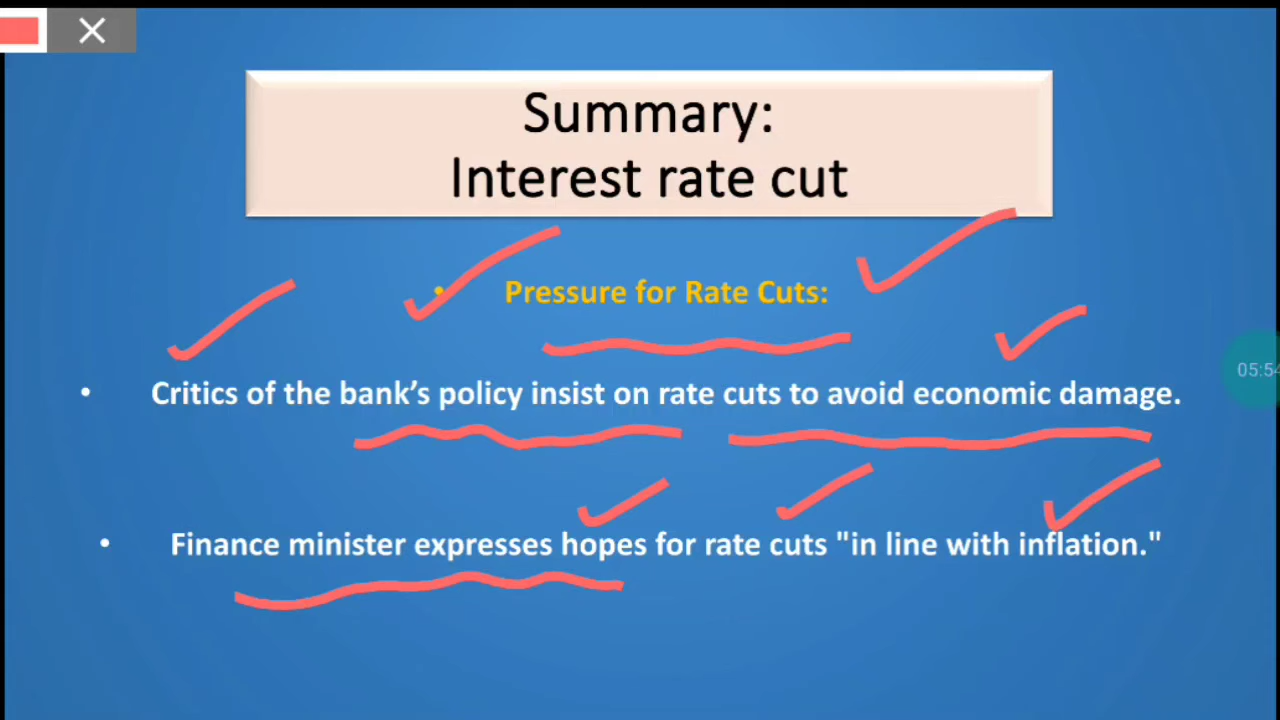 Summary:
Interest rate cut
• Pressure for Rate Cuts:
• Critics of the bank’s policy insist on rate cuts to avoid economic damage.
• Finance minister expresses hopes for rate cuts "in line with inflation."
05:54